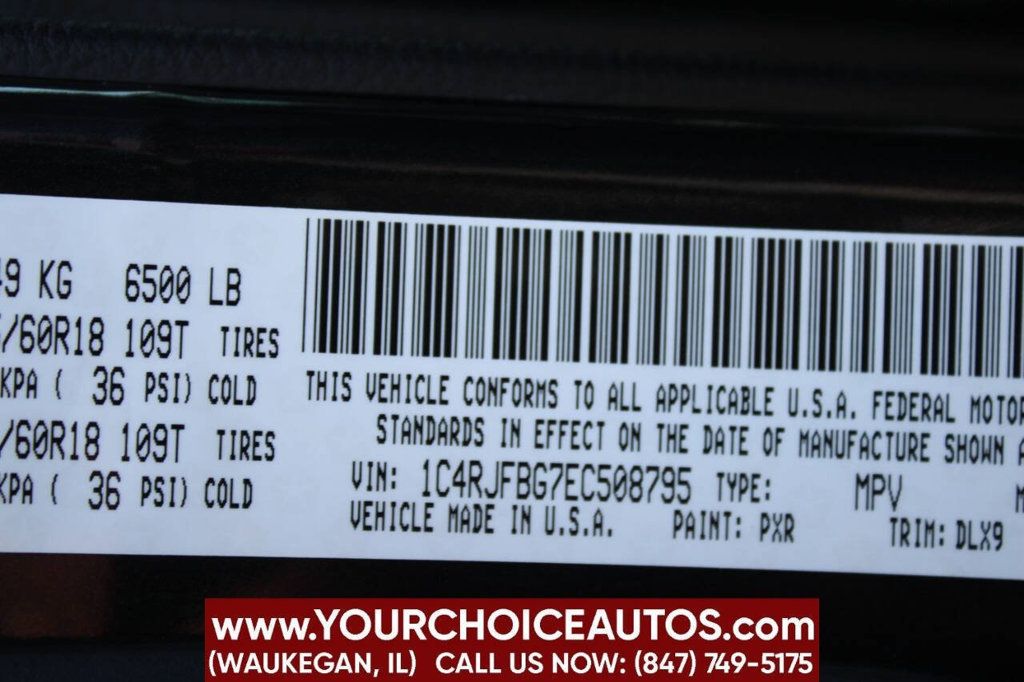 49 KG 6500 LB
/60R18 109T TIRES
KPA ( 36 PSI) COLD
/60R18 109T TIRES
KPA ( 36 PSI) COLD
THIS VEHICLE CONFORMS TO ALL APPLICABLE U.S.A. FEDERAL MOTOR
STANDARDS IN EFFECT ON THE DATE OF MANUFACTURE SHOWN A
VIN: 1C4RJFBG7EC508795 TYPE: MPV
VEHICLE MADE IN U.S.A. PAINT: PXR TRIM: DLX9
www.YOURCHOICEAUTOS.com
(WAUKEGAN, IL) CALL US NOW: (847) 749-5175